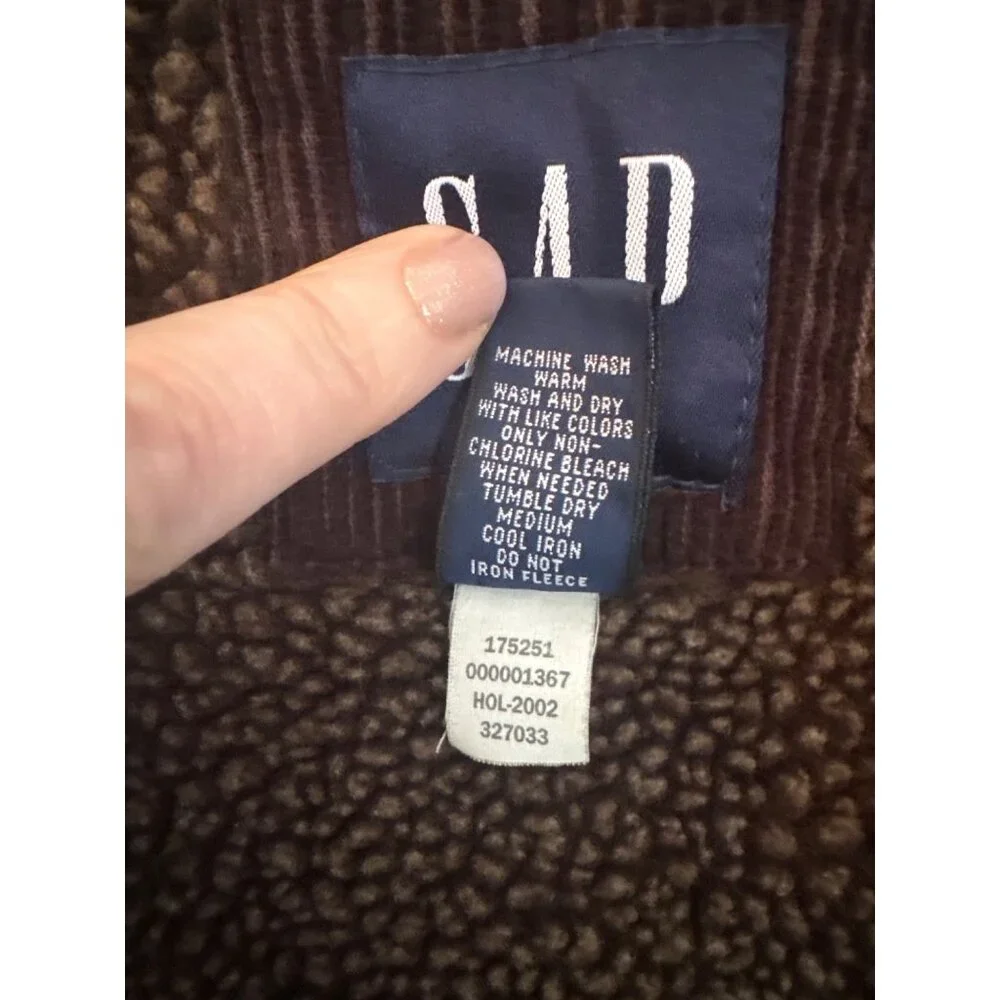 GAP
MACHINE WASH
WARM
WASH AND DRY
WITH LIKE COLORS
ONLY NON-
CHLORINE BLEACH
WHEN NEEDED
TUMBLE DRY
MEDIUM
COOL IRON
DO NOT
IRON FLEECE
175251
000001367
HOL-2002
327033